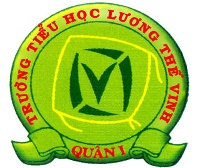 TRƯỜNG TIỂU HỌC LƯƠNG THẾ VINH
QUẬN 1